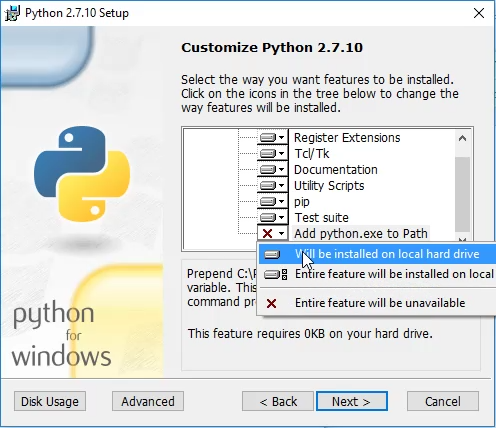 Python 2.7.10 Setup
Customize Python 2.7.10
Select the way you want features to be installed.
Click on the icons in the tree below to change the
way features will be installed.
Register Extensions
Tcl/Tk
Documentation
Utility Scripts
pip
Test suite
Add python.exe to Path
Will be installed on local hard drive
Entire feature will be installed on local
Entire feature will be unavailable
Prepend C:\
variable. This
command
This feature requires 0KB on your hard drive.
python
for
windows
Disk Usage
Advanced
< Back
Next >
Cancel